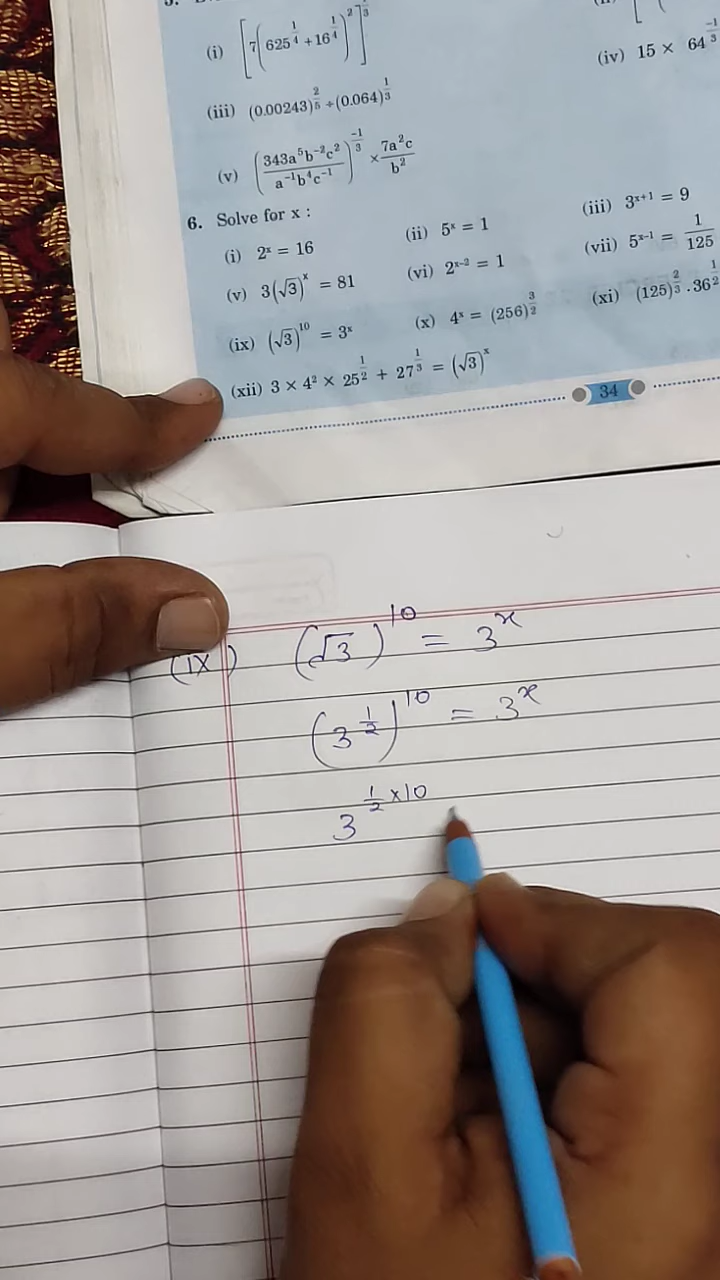 (i) [7(625^{1/4} + 16^{1/4})^2]^{1/3}
(iii) (0.00243)^{2/5} ÷ (0.064)^{1/3}
(iv) 15 × 64^{-1/3}
(v) (343a^5b^{-2}c^2 / a^{-1}b^4c^{-1})^{-1/3} × 7a^2c / b^2
6. Solve for x :
(i) 2^x = 16
(ii) 5^x = 1
(iii) 3^{x+1} = 9
(v) 3(√3)^x = 81
(vi) 2^{x-2} = 1
(vii) 5^{x-1} = 1/125
(ix) (√3)^{10} = 3^x
(x) 4^x = (256)^{3/2}
(xi) (125)^{2/3} . 36^{1/2}
(xii) 3 × 4^2 × 25^{1/2} + 27^{1/3} = (√3)^x
34
(ix) (√3)^{10} = 3^x
(3^{1/2})^{10} = 3^x
3^{1/2 × 10}